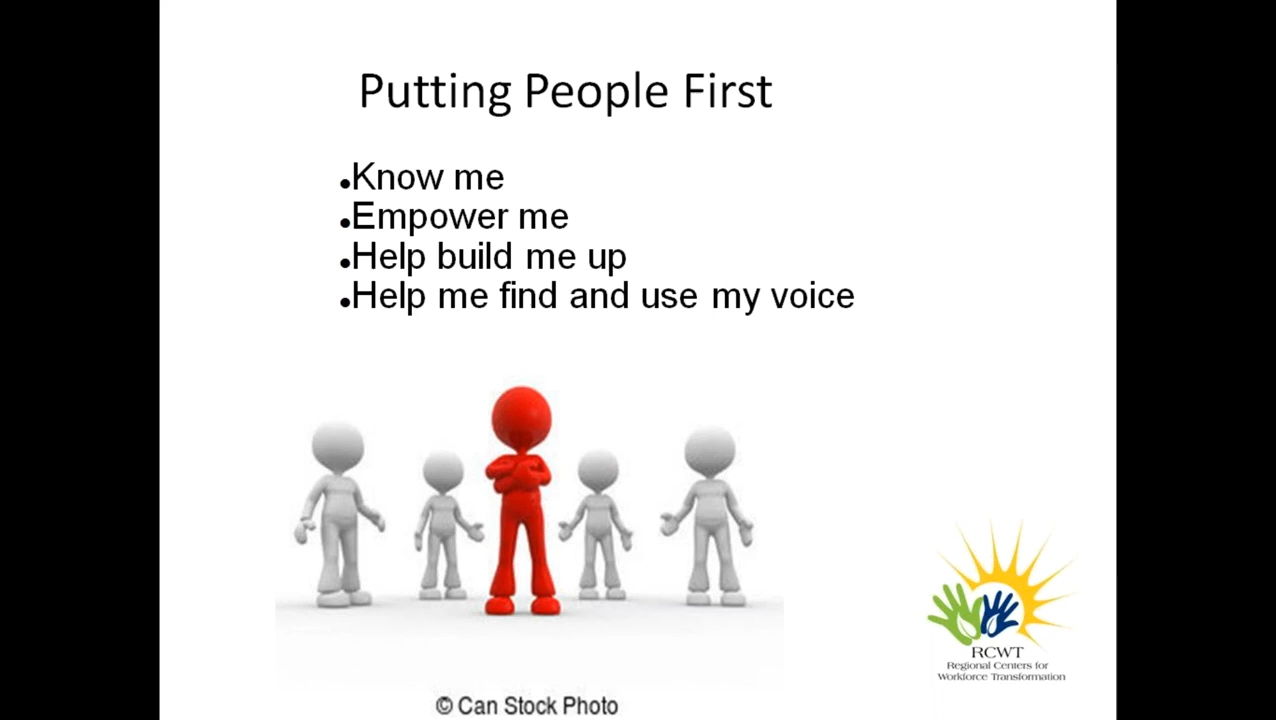 Putting People First
•Know me
•Empower me
•Help build me up
•Help me find and use my voice
RCWT
Regional Centers for
Workforce Transformation
© Can Stock Photo